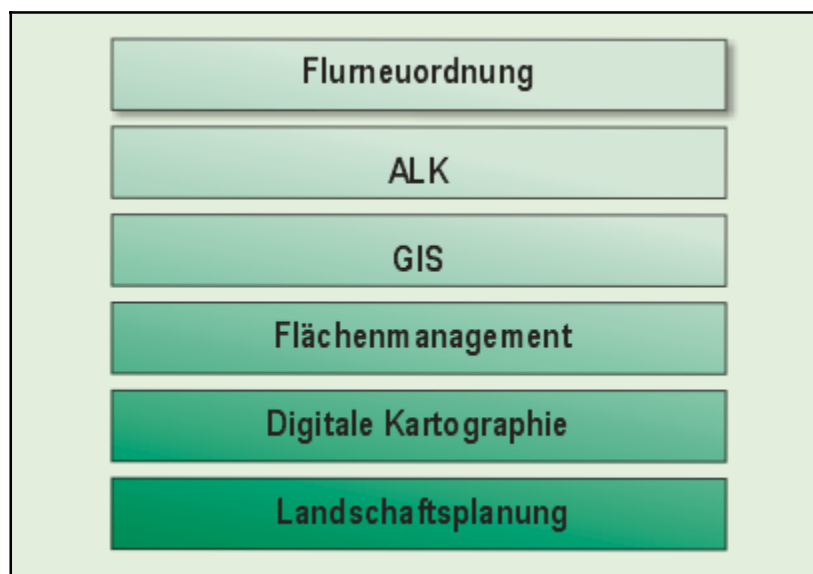 Flurneuordnung
ALK
GIS
Flächenmanagement
Digitale Kartographie
Landschaftsplanung